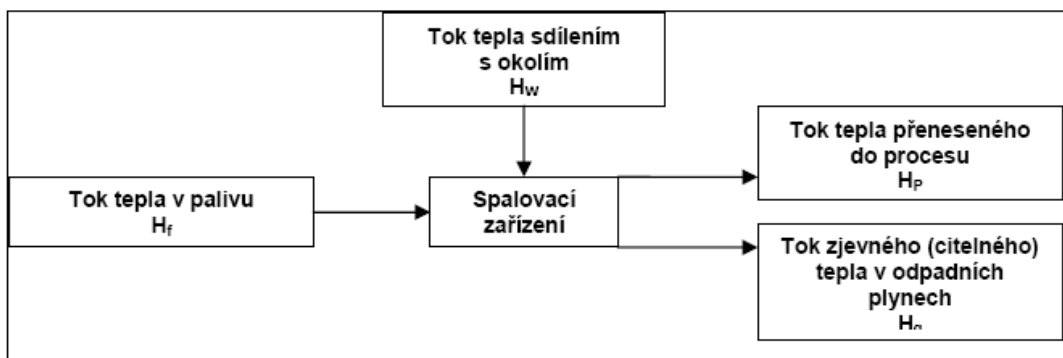 Tok tepla sdílením
s okolím
HW
Tok tepla přeneseného
do procesu
HP
Tok tepla v palivu
Hf
Spalovací
zařízení
Tok zjevného (citelného)
tepla v odpadních
plynech